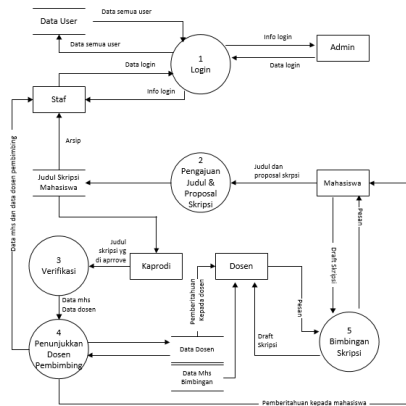 Data User
Data semua user
Data semua user
1
Login
Info login
Data login
Admin
Data login
Info login
Staf
Arsip
Data mhs dan data dosen pembimbing
Judul Skripsi
Mahasiswa
2
Pengajuan
Judul &
Proposal
Skripsi
Judul dan
proposal skrpsi
Mahasiswa
Pesan
Draft Skripsi
3
Verifikasi
Judul
skripsi yg
di aprrove
Kaprodi
Dosen
Pemberitahuan
Kepada dosen
Pesan
Data mhs
Data dosen
4
Penunjukkan
Dosen
Pembimbing
Data Dosen
Data Mhs
Bimbingan
Draft
Skripsi
5
Bimbingan
Skripsi
Pemberitahuan kepada mahasiswa